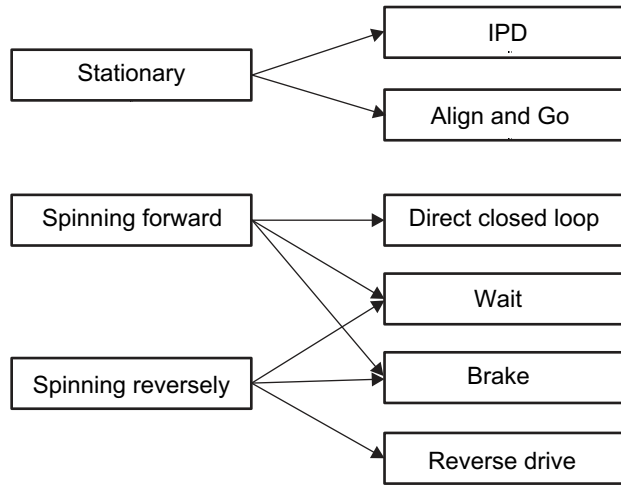 IPD
Stationary
Align and Go
Spinning forward
Direct closed loop
Wait
Spinning reversely
Brake
Reverse drive